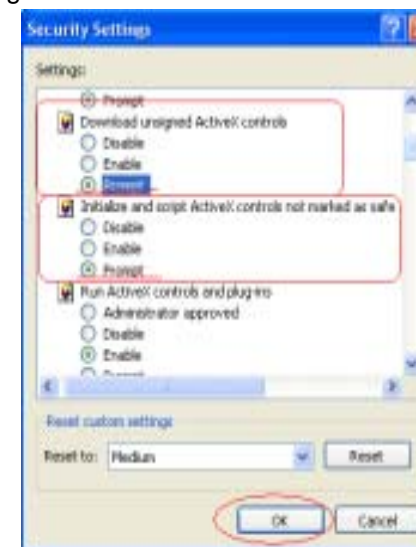 Security Settings
Settings:
Prompt
Download unsigned ActiveX controls
Disable
Enable
Prompt
Initialize and script ActiveX controls not marked as safe
Disable
Enable
Prompt
Run ActiveX controls and plug-ins
Administrator approved
Disable
Enable
Reset custom settings
Reset to: Medium Reset
OK Cancel